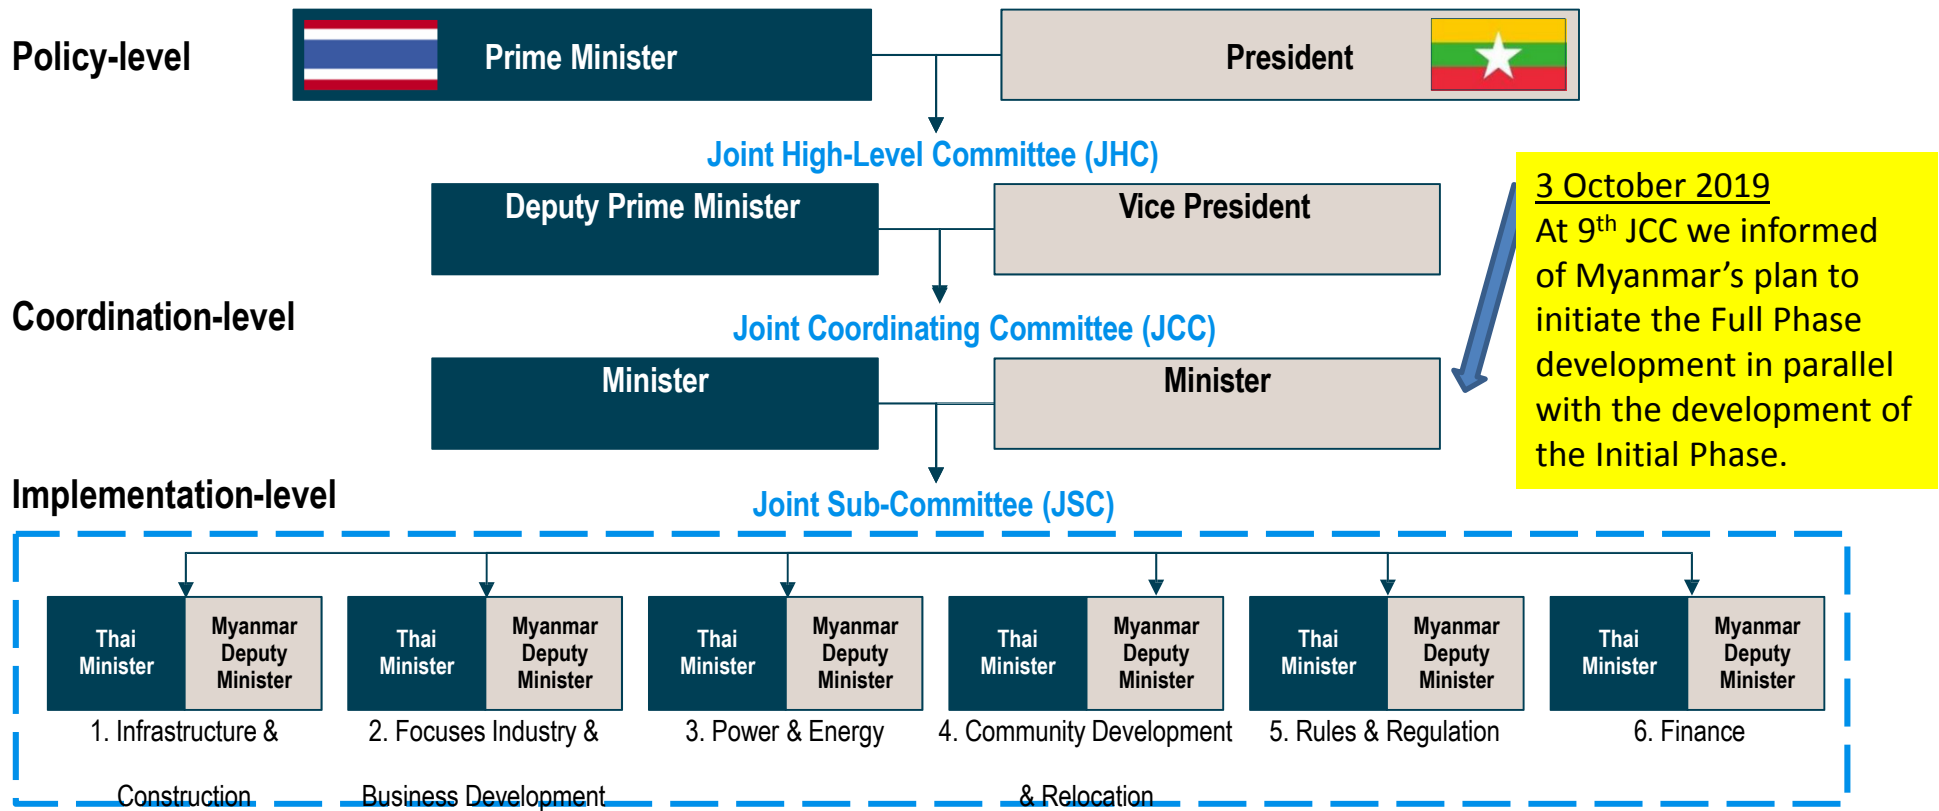 Policy-level
Prime Minister
President
Joint High-Level Committee (JHC)
Deputy Prime Minister
Vice President
Coordination-level
Joint Coordinating Committee (JCC)
Minister
Minister
3 October 2019
At 9th JCC we informed
of Myanmar's plan to
initiate the Full Phase
development in parallel
with the development of
the Initial Phase.
Implementation-level
Joint Sub-Committee (JSC)
Thai
Minister
Myanmar
Deputy
Minister
Thai
Minister
Myanmar
Deputy
Minister
Thai
Minister
Myanmar
Deputy
Minister
Thai
Minister
Myanmar
Deputy
Minister
Thai
Minister
Myanmar
Deputy
Minister
Thai
Minister
Myanmar
Deputy
Minister
1. Infrastructure &
Construction
2. Focuses Industry &
Business Development
3. Power & Energy
4. Community Development
& Relocation
5. Rules & Regulation
6. Finance